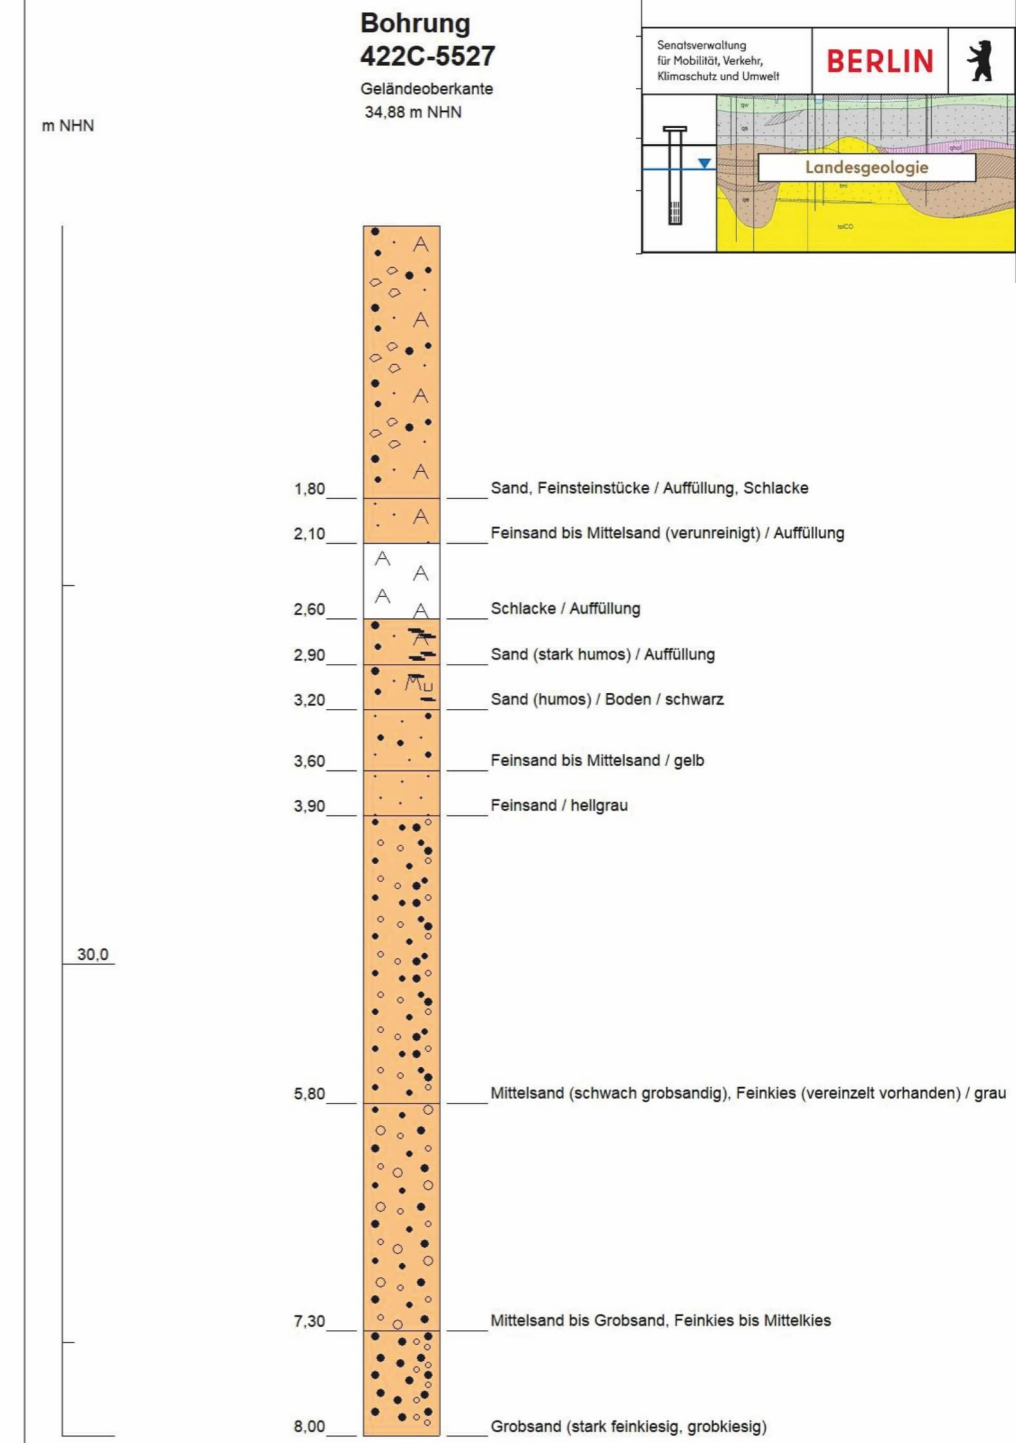 Bohrung
422C-5527
Geländeoberkante
34,88 m NHN
m NHN
Senatsverwaltung
für Mobilität, Verkehr,
Klimaschutz und Umwelt
BERLIN
Landesgeologie
1,80 Sand, Feinsteinstücke / Auffüllung, Schlacke
2,10 Feinsand bis Mittelsand (verunreinigt) / Auffüllung
2,60 Schlacke / Auffüllung
2,90 Sand (stark humos) / Auffüllung
3,20 Sand (humos) / Boden / schwarz
3,60 Feinsand bis Mittelsand / gelb
3,90 Feinsand / hellgrau
30,0
5,80 Mittelsand (schwach grobsandig), Feinkies (vereinzelt vorhanden) / grau
7,30 Mittelsand bis Grobsand, Feinkies bis Mittelkies
8,00 Grobsand (stark feinkiesig, grobkiesig)